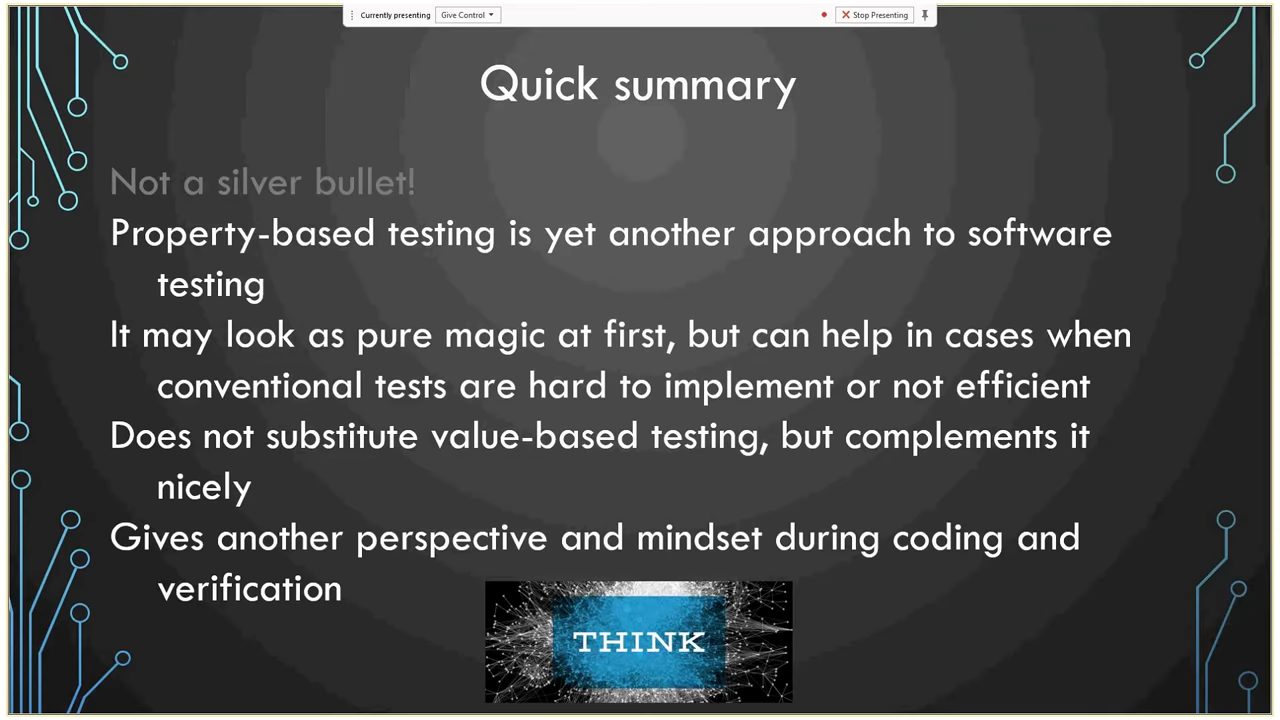 Currently presenting Give Control Stop Presenting
Quick summary
Not a silver bullet!
Property-based testing is yet another approach to software
testing
It may look as pure magic at first, but can help in cases when
conventional tests are hard to implement or not efficient
Does not substitute value-based testing, but complements it
nicely
Gives another perspective and mindset during coding and
verification
THINK